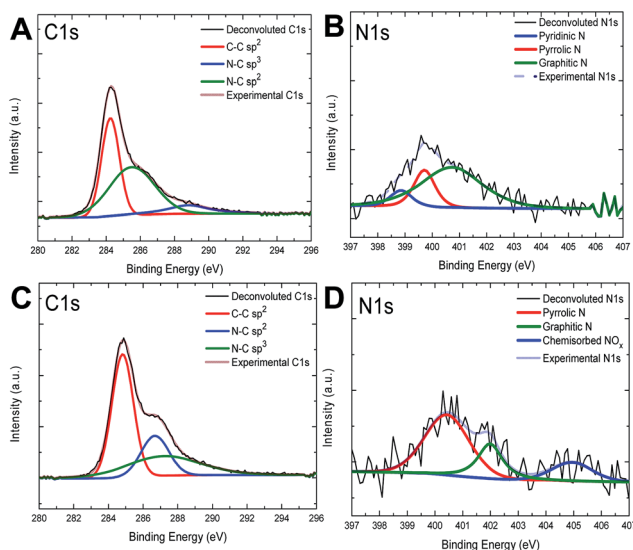 A
C1s
Deconvoluted C1s
C-C sp2
N-C sp3
N-C sp2
Experimental C1s
Intensity (a.u.)
280 282 284 286 288 290 292 294 296
Binding Energy (eV)
B
N1s
Deconvoluted N1s
Pyridinic N
Pyrrolic N
Graphitic N
Experimental N1s
Intensity (a.u.)
397 398 399 400 401 402 403 404 405 406 407
Binding Energy (eV)
C
C1s
Deconvoluted C1s
C-C sp2
N-C sp2
N-C sp3
Experimental C1s
Intensity (a.u.)
280 282 284 286 288 290 292 294 296
Binding Energy (eV)
D
N1s
Deconvoluted N1s
Pyrrolic N
Graphitic N
Chemisorbed NOx
Experimental N1s
Intensity (a.u.)
397 398 399 400 401 402 403 404 405 406 407
Binding Energy (eV)